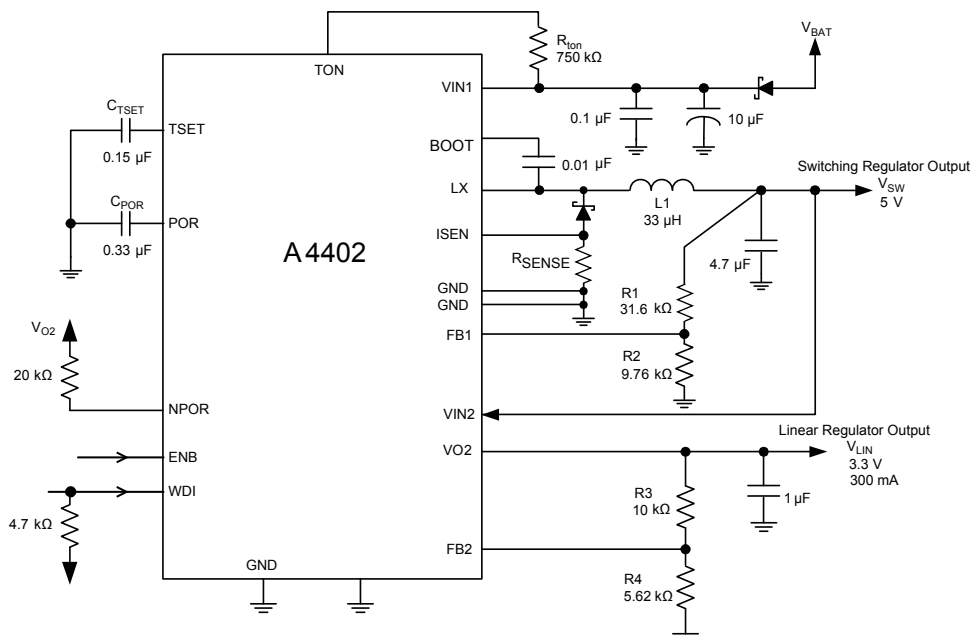 R_ton
750 kΩ
V_BAT
TON
VIN1
C_TSET
TSET
0.15 µF
0.1 µF
10 µF
BOOT
0.01 µF
Switching Regulator Output
V_SW
5 V
LX
L1
33 µH
C_POR
POR
0.33 µF
ISEN
A4402
R_SENSE
4.7 µF
GND
GND
R1
31.6 kΩ
FB1
V_O2
R2
9.76 kΩ
20 kΩ
NPOR
VIN2
Linear Regulator Output
V_LIN
3.3 V
300 mA
ENB
VO2
WDI
R3
10 kΩ
1 µF
4.7 kΩ
FB2
GND
R4
5.62 kΩ